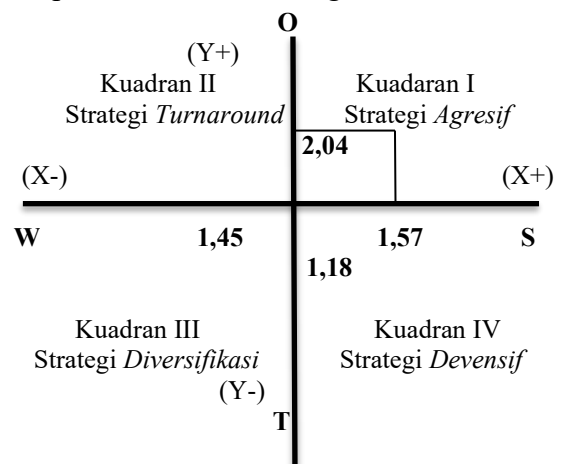 O
(Y+)
Kuadran II
Strategi Turnaround
Kuadaran I
Strategi Agresif
2,04
(X-)
(X+)
W
1,45
1,57
S
1,18
Kuadran III
Strategi Diversifikasi
(Y-)
Kuadran IV
Strategi Devensif
T